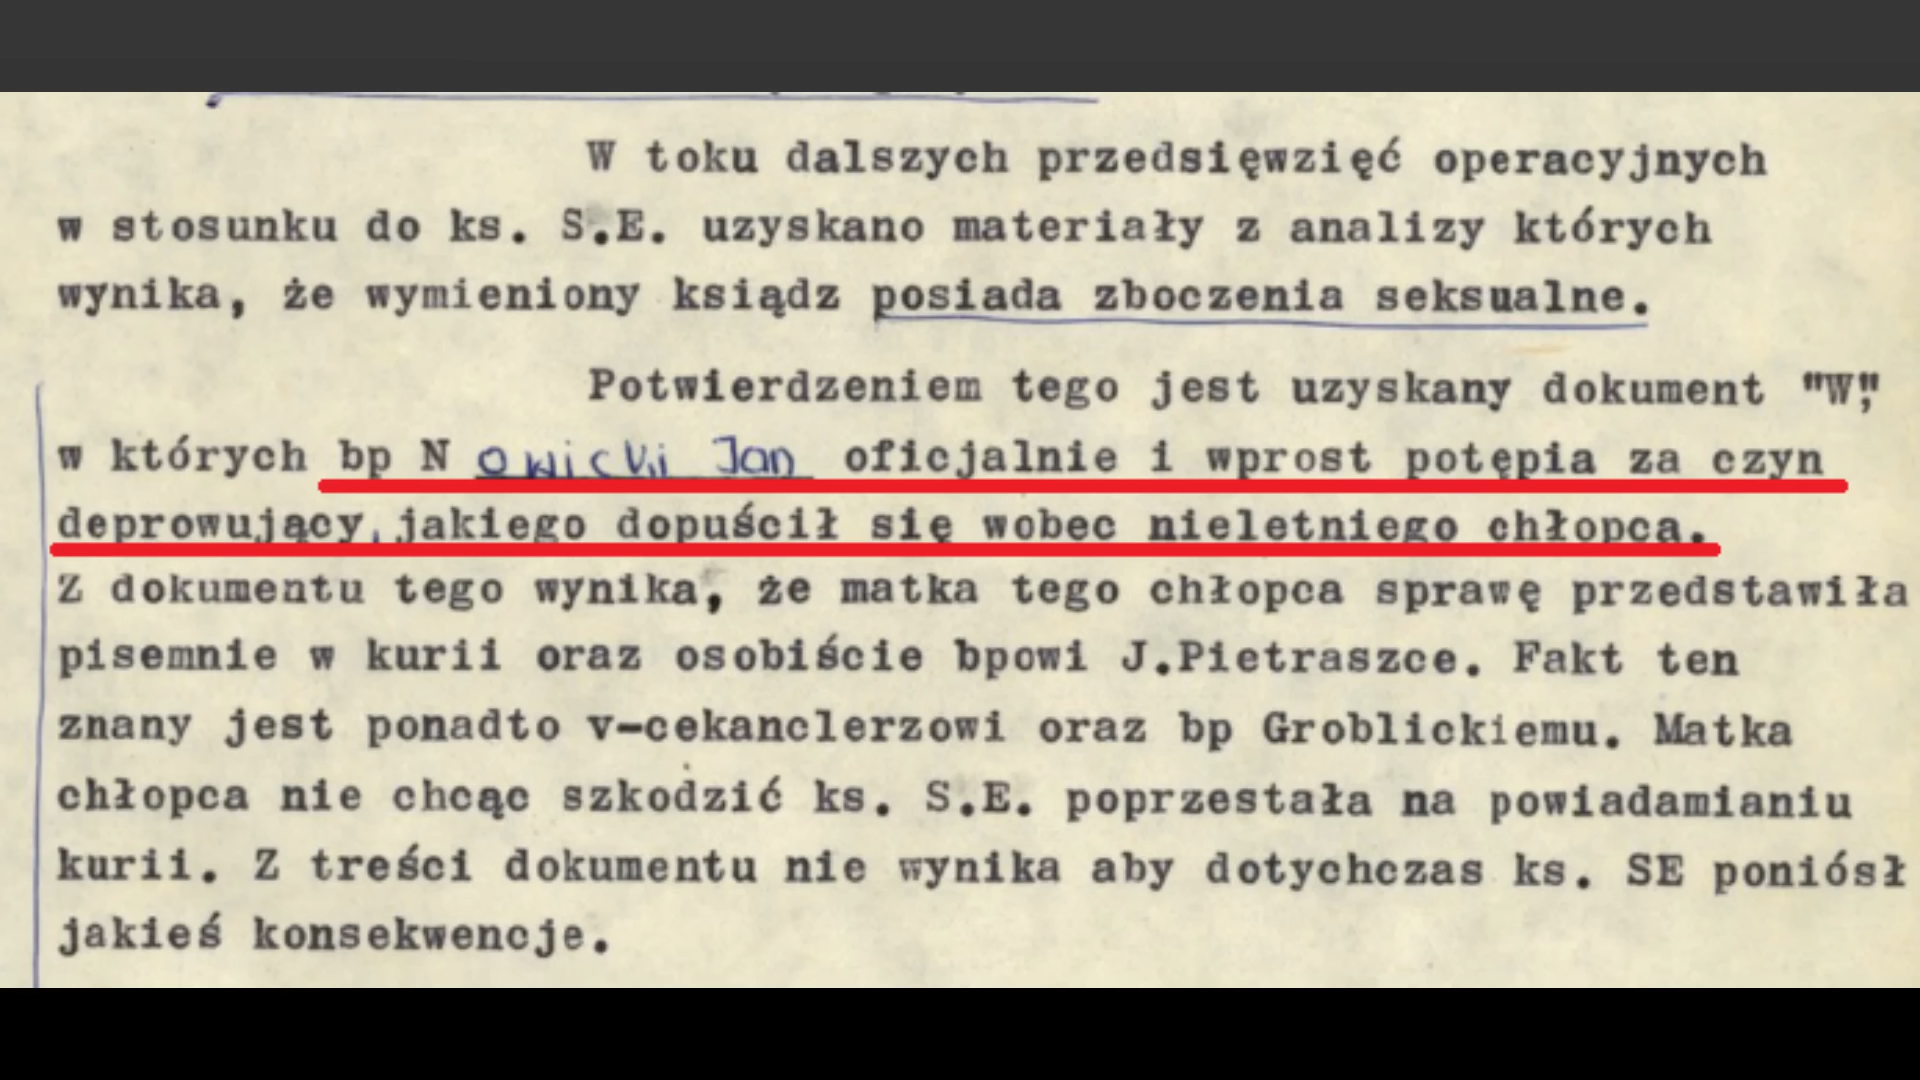 W toku dalszych przedsięwzięć operacyjnych
w stosunku do ks. S.E. uzyskano materiały z analizy których
wynika, że wymieniony ksiądz posiada zboczenia seksualne.
Potwierdzeniem tego jest uzyskany dokument "W",
w których bp N owicki Jan oficjalnie i wprost potępia za czyn
deprowujący, jakiego dopuścił się wobec nieletniego chłopca.
Z dokumentu tego wynika, że matka tego chłopca sprawę przedstawiła
pisemnie w kurii oraz osobiście bpowi J.Pietraszce. Fakt ten
znany jest ponadto v-cekanclerzowi oraz bp Groblickiemu. Matka
chłopca nie chcąc szkodzić ks. S.E. poprzestała na powiadamianiu
kurii. Z treści dokumentu nie wynika aby dotychczas ks. SE poniósł
jakieś konsekwencje.